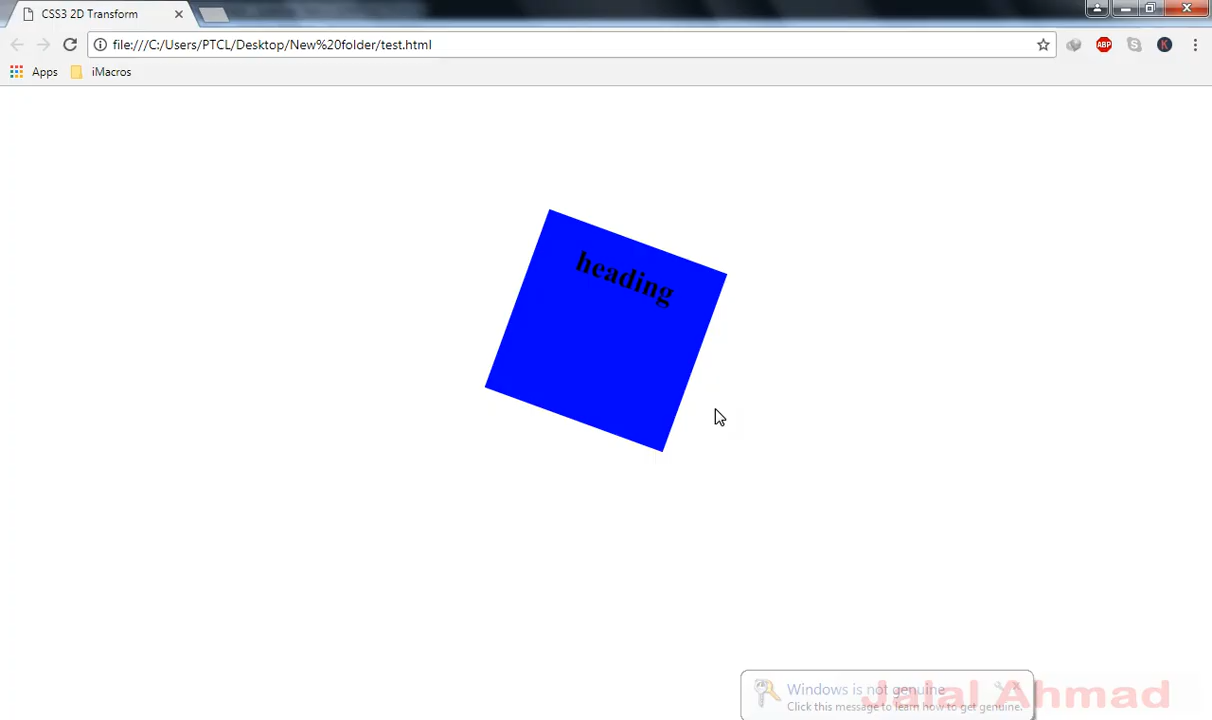 CSS3 2D Transform
file:///C:/Users/PTCL/Desktop/New%20folder/test.html
ABP
S
K
Apps
iMacros
heading
Windows is not genuine
Click this message to learn how to get genuine.
Jalal Ahmad